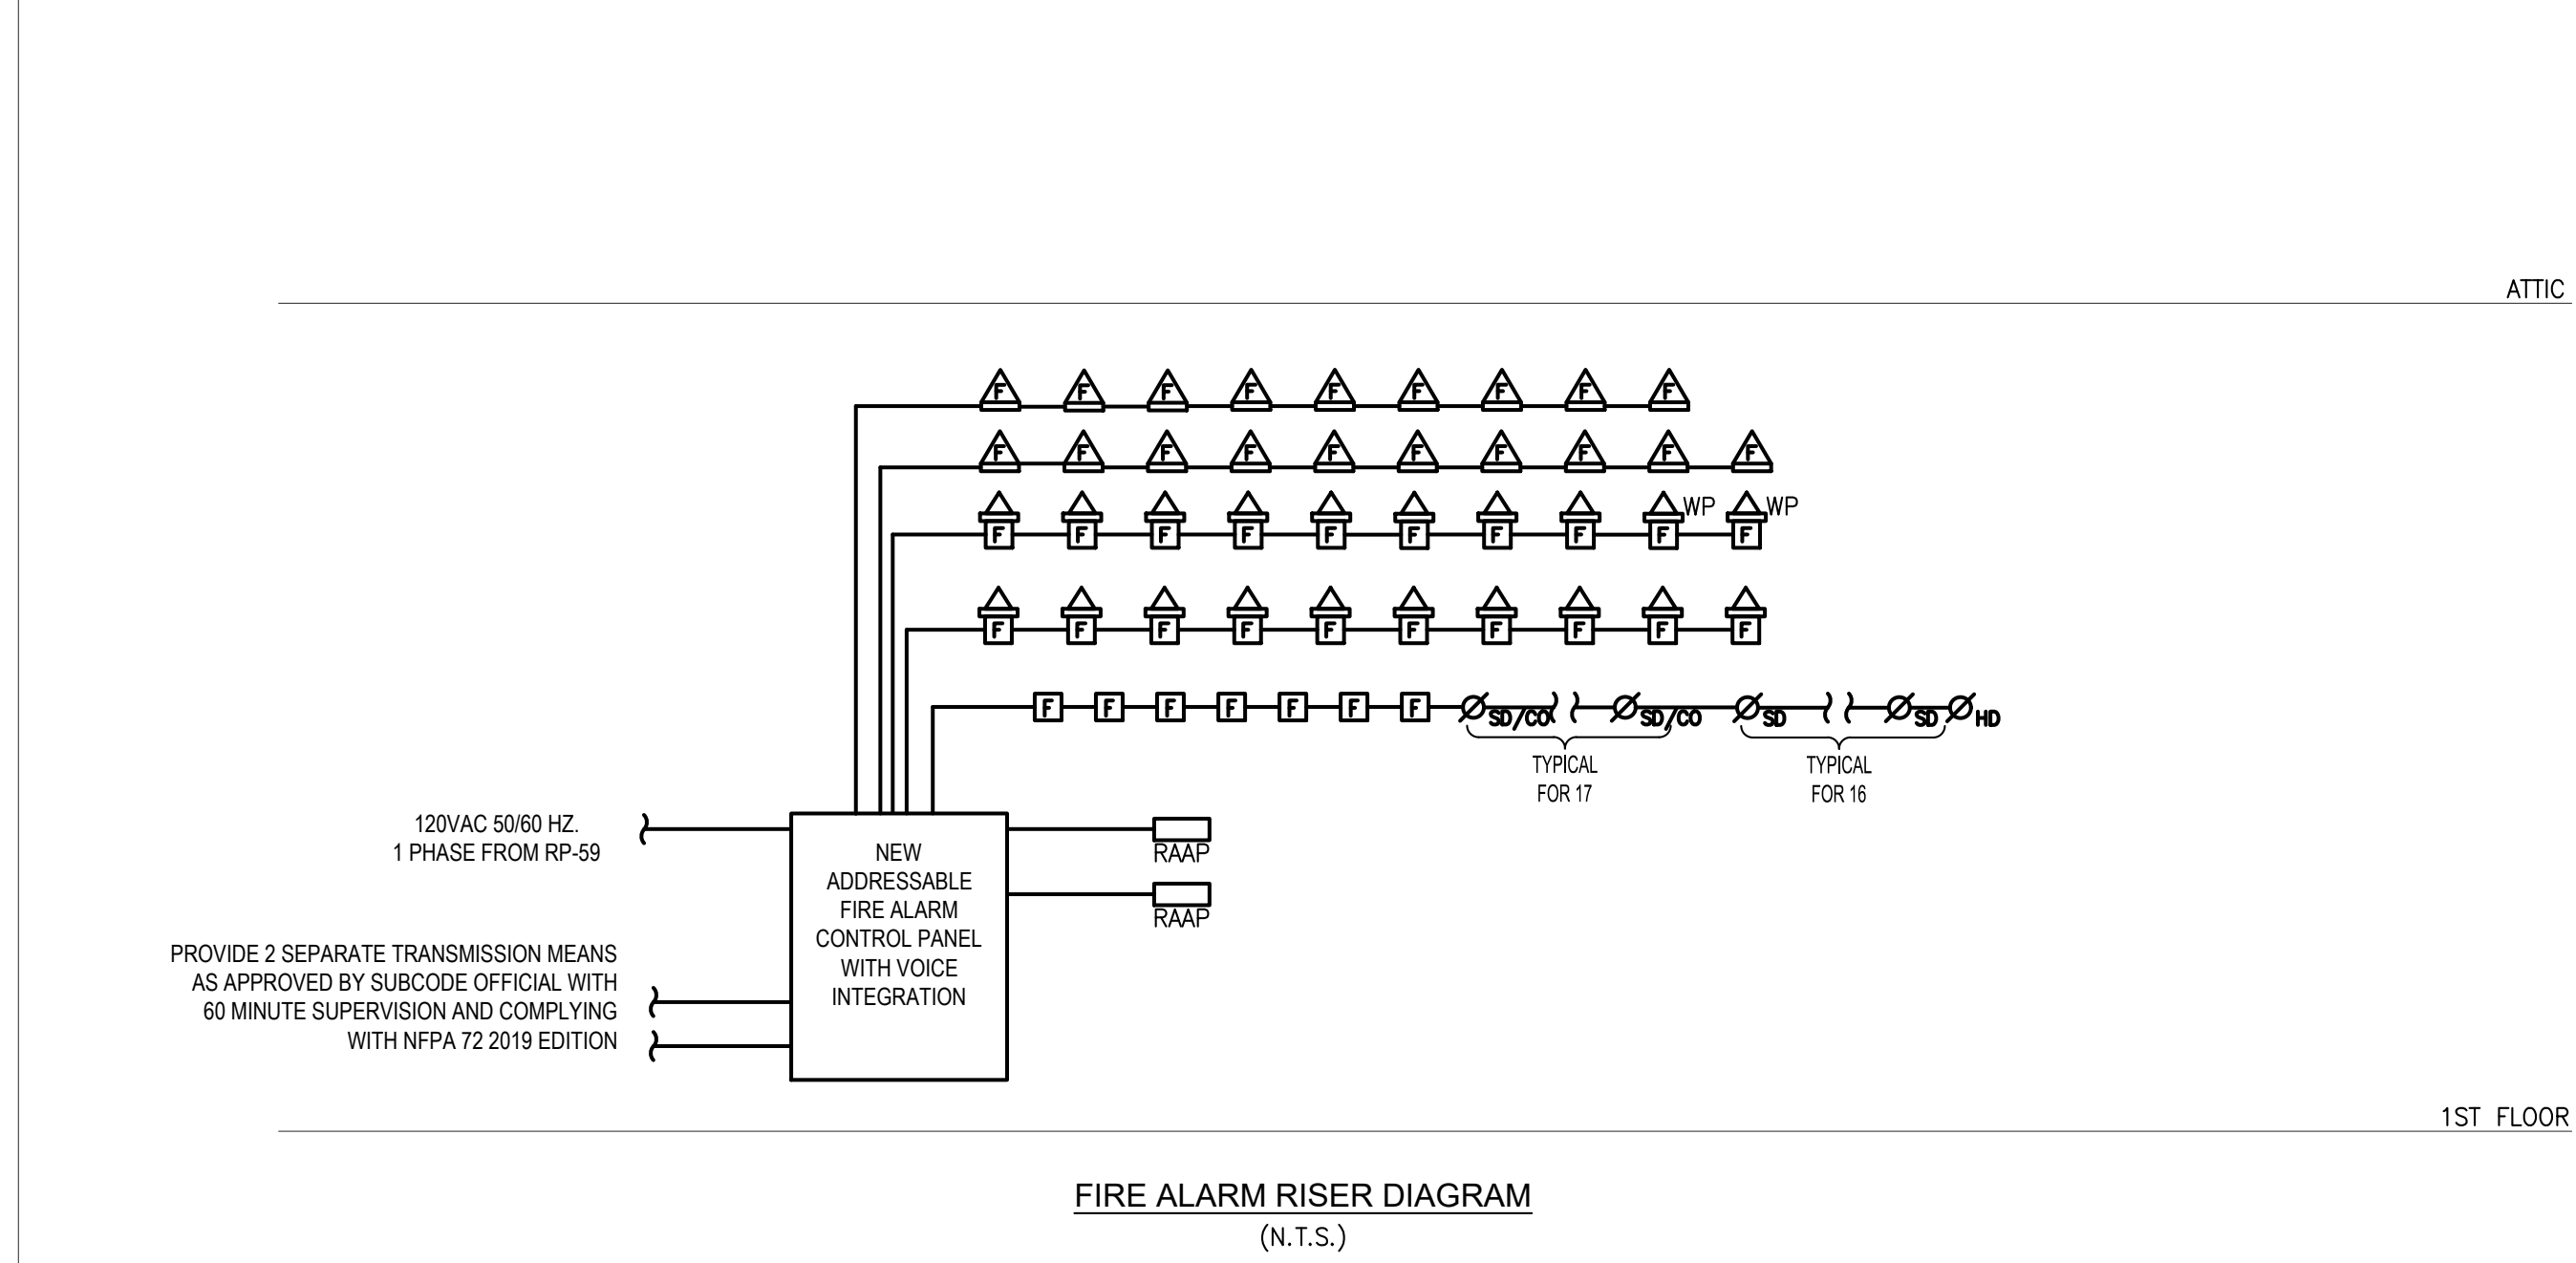 ATTIC
F F F F F F F F F
F F F F F F F F F F
WP WP
F F F F F F F F F F
F F F F F F F F F F
F F F F F F F SD/CO SD/CO SD SD HD
TYPICAL
FOR 17
TYPICAL
FOR 16
120VAC 50/60 HZ.
1 PHASE FROM RP-59
NEW
ADDRESSABLE
FIRE ALARM
CONTROL PANEL
WITH VOICE
INTEGRATION
RAAP
RAAP
PROVIDE 2 SEPARATE TRANSMISSION MEANS
AS APPROVED BY SUBCODE OFFICIAL WITH
60 MINUTE SUPERVISION AND COMPLYING
WITH NFPA 72 2019 EDITION
1ST FLOOR
FIRE ALARM RISER DIAGRAM
(N.T.S.)